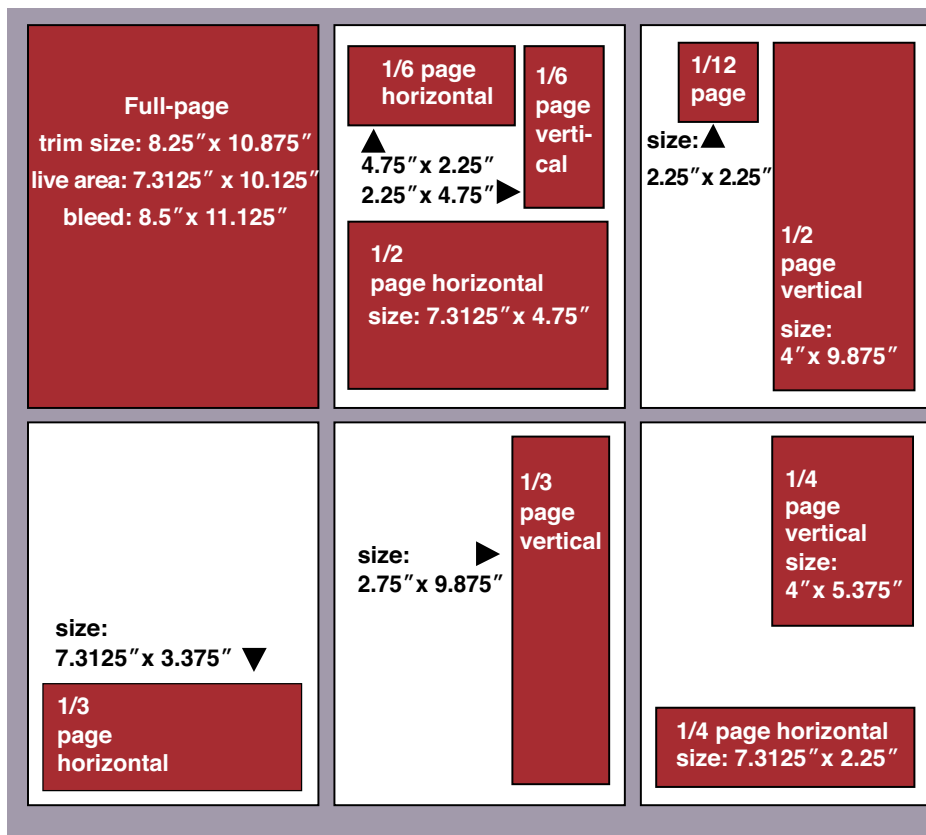 Full-page
trim size: 8.25″x 10.875″
live area: 7.3125″ x 10.125″
bleed: 8.5″x 11.125″
1/6 page
horizontal
1/6
page
verti-
cal
4.75″x 2.25″
2.25″x 4.75″
1/2
page horizontal
size: 7.3125″x 4.75″
1/12
page
size:
2.25″x 2.25″
1/2
page
vertical
size:
4″x 9.875″
size:
7.3125″x 3.375″
1/3
page
horizontal
1/3
page
vertical
size:
2.75″x 9.875″
1/4
page
vertical
size:
4″x 5.375″
1/4 page horizontal
size: 7.3125″x 2.25″